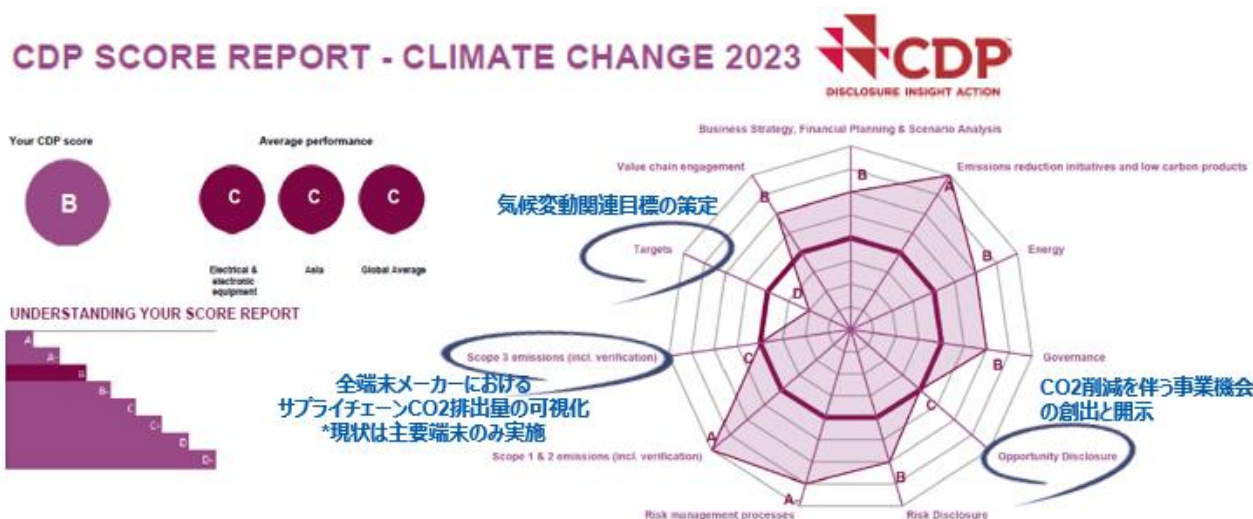 CDP SCORE REPORT - CLIMATE CHANGE 2023
CDP
DISCLOSURE INSIGHT ACTION
Your CDP score
B
Average performance
C
C
C
Electrical &
electronic
equipment
Asia
Global Average
UNDERSTANDING YOUR SCORE REPORT
A
A-
B
B-
C
C-
D
D-
Business Strategy, Financial Planning & Scenario Analysis
B
Emissions reduction initiatives and low carbon products
A
Energy
B
Governance
B
Opportunity Disclosure
C
Risk Disclosure
B
Risk management processes
A-
Scope 1 & 2 emissions (incl. verification)
A
Scope 3 emissions (incl. verification)
C
Targets
D
Value chain engagement
B
気候変動関連目標の策定
全端末メーカーにおける
サプライチェーンCO2排出量の可視化
*現状は主要端末のみ実施
CO2削減を伴う事業機会
の創出と開示